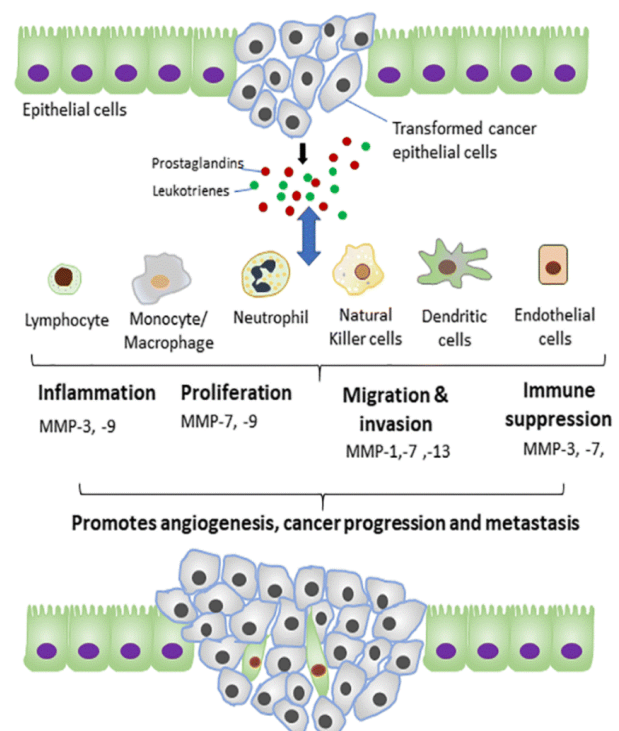 Epithelial cells
Transformed cancer
epithelial cells
Prostaglandins
Leukotrienes
Lymphocyte
Monocyte/
Macrophage
Neutrophil
Natural
Killer cells
Dendritic
cells
Endothelial
cells
Inflammation
MMP-3, -9
Proliferation
MMP-7, -9
Migration &
invasion
MMP-1,-7 ,-13
Immune
suppression
MMP-3, -7,
Promotes angiogenesis, cancer progression and metastasis